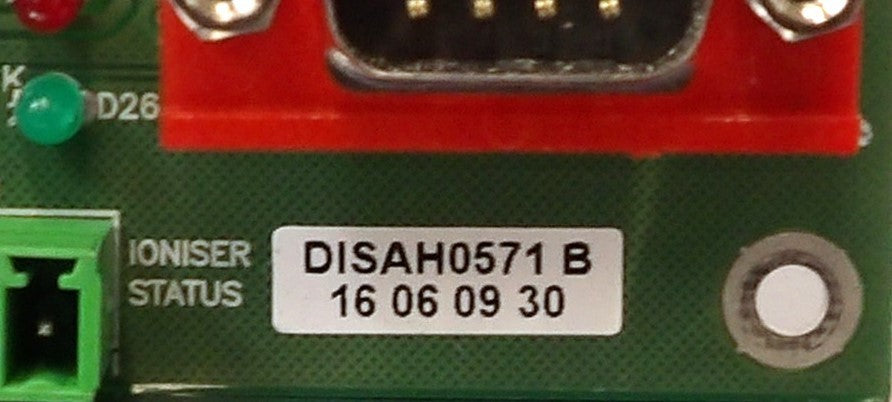 D26
IONISER
STATUS
DISAH0571 B
16 06 09 30